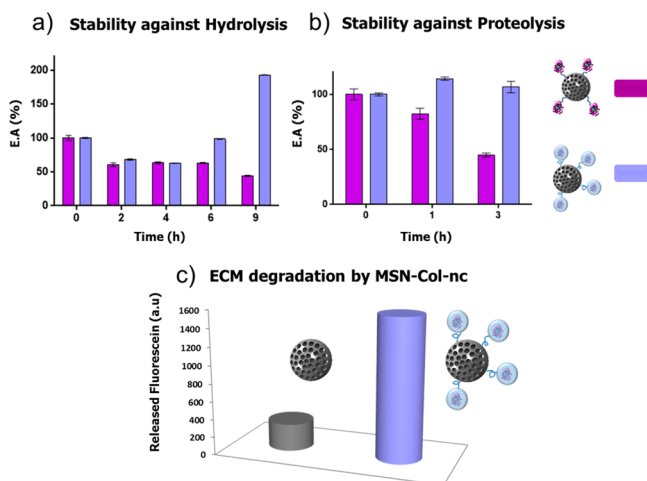 a) Stability against Hydrolysis
E.A (%)
200
150
100
50
0
0 2 4 6 9
Time (h)
b) Stability against Proteolysis
E.A (%)
100
50
0
0 1 3
Time (h)
c) ECM degradation by MSN-Col-nc
Released Fluorescein (a.u)
1600
1400
1200
1000
800
600
400
200
0